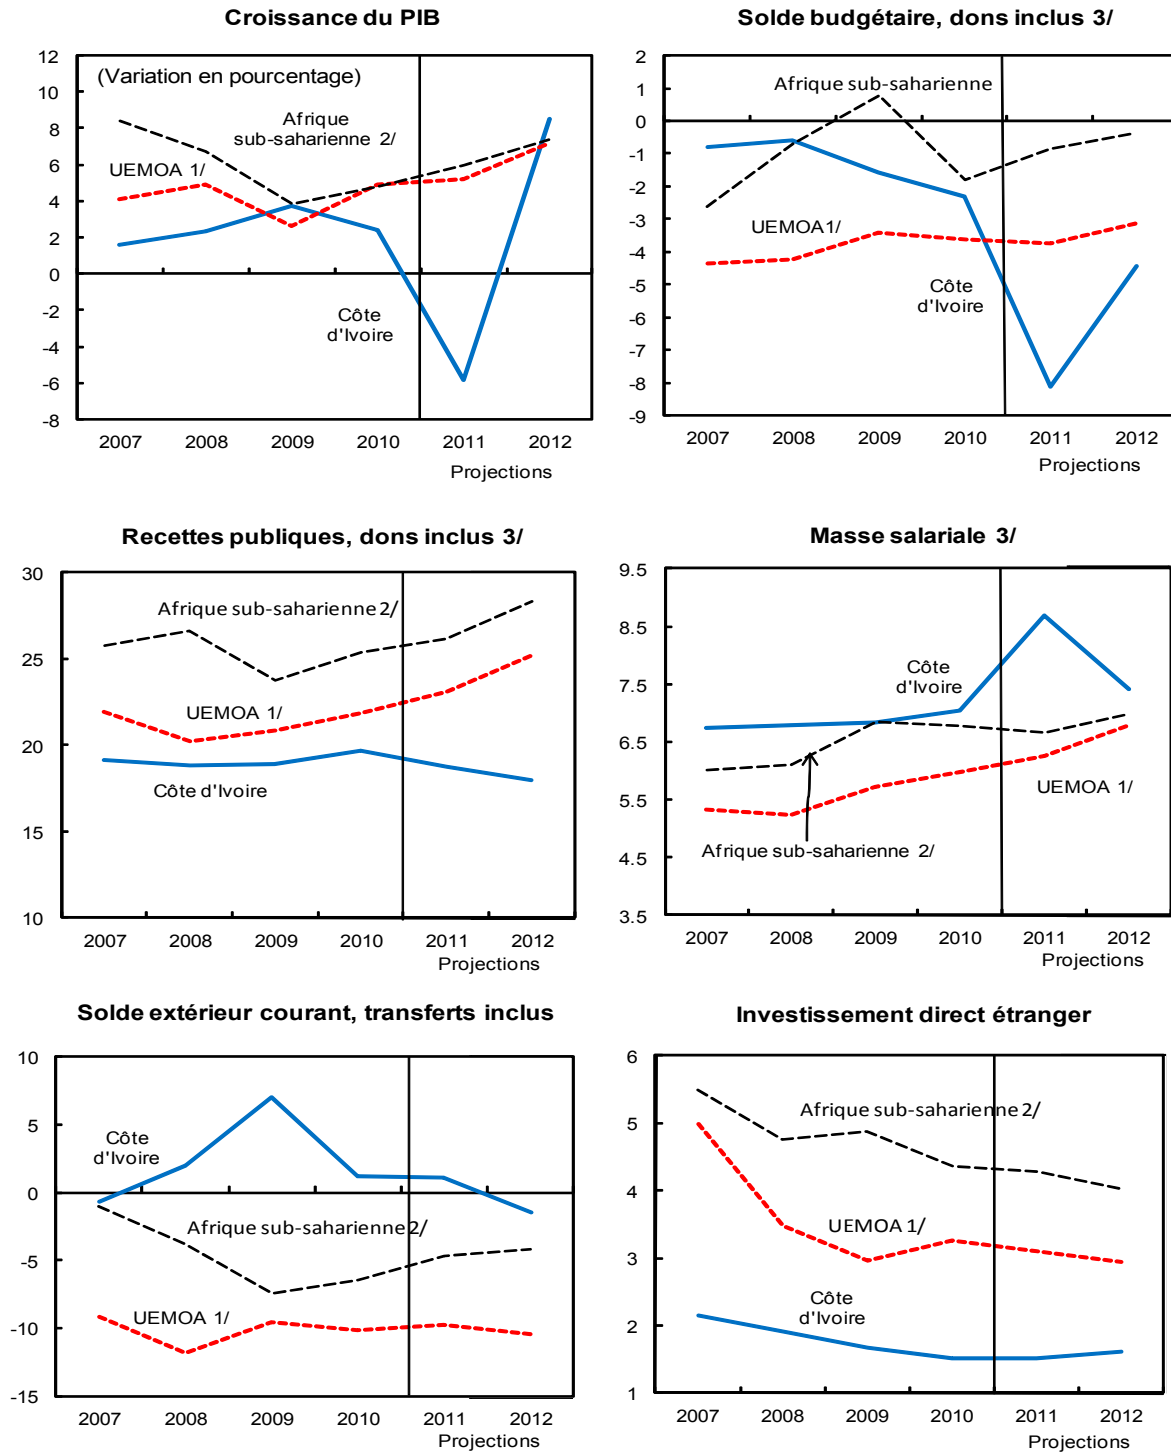 Croissance du PIB
12
10
8
6
4
2
0
-2
-4
-6
-8
(Variation en pourcentage)
Afrique
sub-saharienne 2/
UEMOA 1/
Côte
d'Ivoire
2007 2008 2009 2010 2011 2012
Projections
Solde budgétaire, dons inclus 3/
2
1
0
-1
-2
-3
-4
-5
-6
-7
-8
-9
Afrique sub-saharienne
UEMOA1/
Côte
d'Ivoire
2007 2008 2009 2010 2011 2012
Projections
Recettes publiques, dons inclus 3/
30
25
20
15
10
Afrique sub-saharienne 2/
UEMOA 1/
Côte d'Ivoire
2007 2008 2009 2010 2011 2012
Projections
Masse salariale 3/
9.5
8.5
7.5
6.5
5.5
4.5
3.5
Côte
d'Ivoire
UEMOA 1/
Afrique sub-saharienne 2/
2007 2008 2009 2010 2011 2012
Projections
Solde extérieur courant, transferts inclus
10
5
0
-5
-10
-15
Côte
d'Ivoire
Afrique sub-saharienne 2/
UEMOA 1/
2007 2008 2009 2010 2011 2012
Projections
Investissement direct étranger
6
5
4
3
2
1
Afrique sub-saharienne 2/
UEMOA 1/
Côte
d'Ivoire
2007 2008 2009 2010 2011 2012
Projections